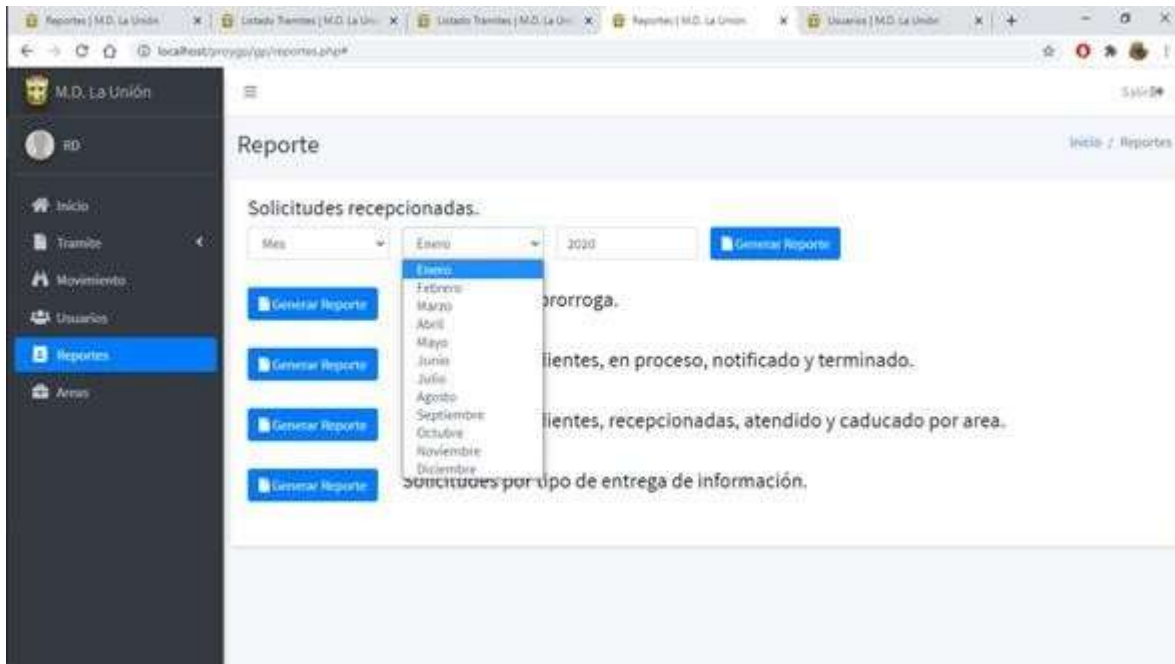 Reportes | M.D. La Unión
Listado Tramites | M.D. La Uni
Listado Tramites | M.D. La Uni
Reportes | M.D. La Union
Usuarios | M.D. La Unión
localhost/proygp/gp/reportes.php#
M.D. La Unión
Salir
RD
Reporte
Inicio / Reportes
Inicio
Tramite
Movimiento
Usuarios
Reportes
Areas
Solicitudes recepcionadas.
Mes
Enero
2020
Generar Reporte
Enero
Febrero
Marzo
Abril
Mayo
Junio
Julio
Agosto
Septiembre
Octubre
Noviembre
Diciembre
Generar Reporte
prorroga.
Generar Reporte
ientes, en proceso, notificado y terminado.
Generar Reporte
ientes, recepcionadas, atendido y caducado por area.
Generar Reporte
Solicitudes por tipo de entrega de información.